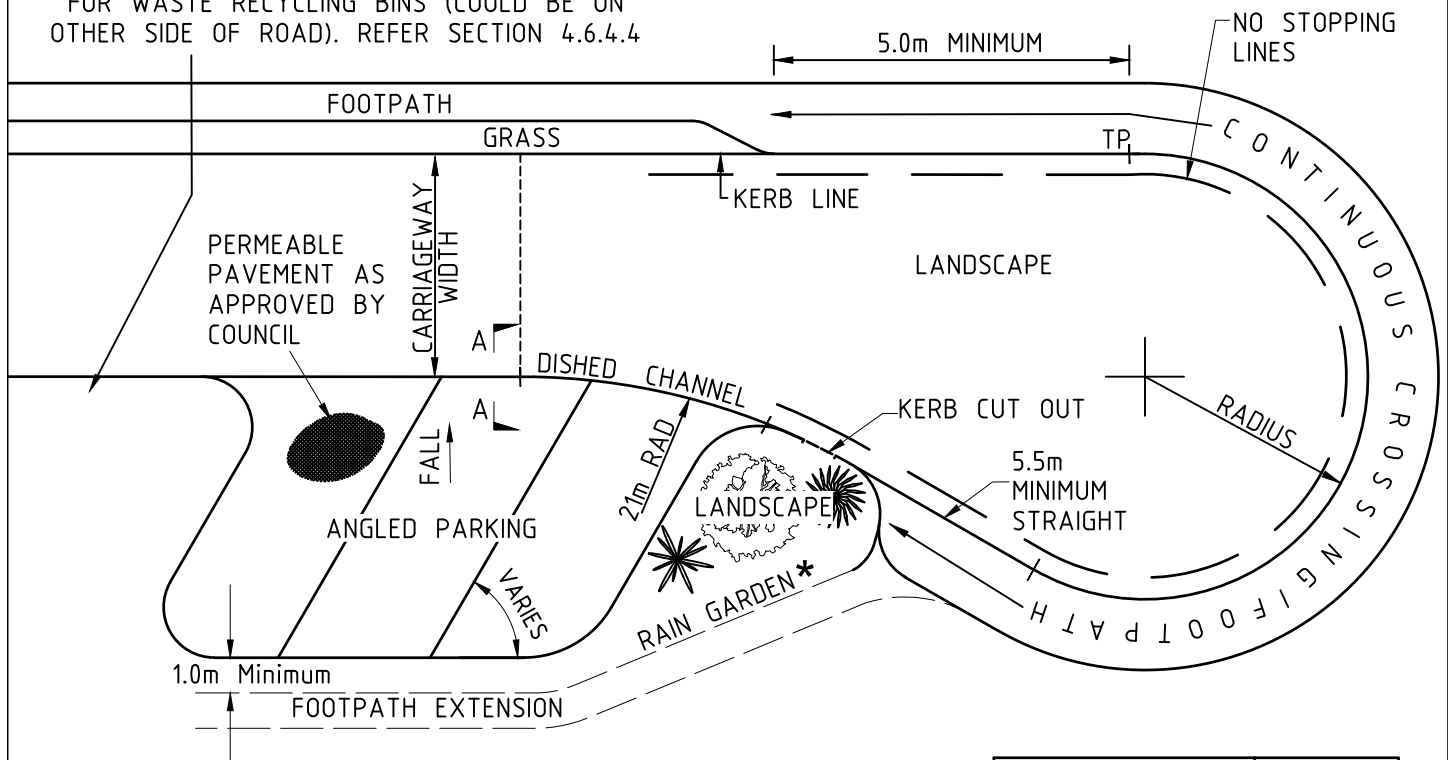 FOR WASTE RECYCLING BINS (COULD BE ON
OTHER SIDE OF ROAD). REFER SECTION 4.6.4.4
5.0m MINIMUM
NO STOPPING
LINES
FOOTPATH
GRASS
TP
CONTINUOUS CROSSING/FOOTPATH
KERB LINE
CARRIAGEWAY
WIDTH
PERMEABLE
PAVEMENT AS
APPROVED BY
COUNCIL
LANDSCAPE
A
DISHED CHANNEL
A
KERB CUT OUT
RADIUS
FALL
21m RAD
5.5m
MINIMUM
STRAIGHT
LANDSCAPE
ANGLED PARKING
VARIES
RAIN GARDEN*
1.0m Minimum
FOOTPATH EXTENSION